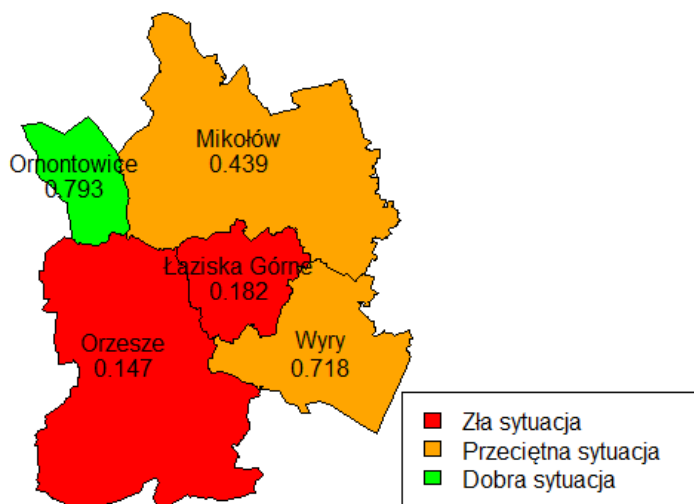 Mikołów
0.439
Ornontowice
0.793
Łaziska Górne
0.182
Orzesze
0.147
Wyry
0.718
Zła sytuacja
Przeciętna sytuacja
Dobra sytuacja